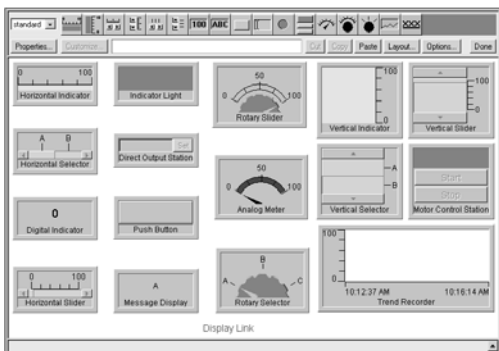 standard
100 ABC
Properties... Customize... Cut Copy Paste Layout... Options... Done
0 100
Horizontal Indicator
Indicator Light
0 50 100
Rotary Slider
100
0
Vertical Indicator
100
0
Vertical Slider
A B
Horizontal Selector
Set
Direct Output Station
0 50 100
Analog Meter
A
B
Vertical Selector
Start
Stop
Motor Control Station
0
Digital Indicator
Push Button
A B C
Rotary Selector
100
0
10:12:37 AM 10:16:14 AM
Trend Recorder
0 100
Horizontal Slider
A
Message Display
Display Link